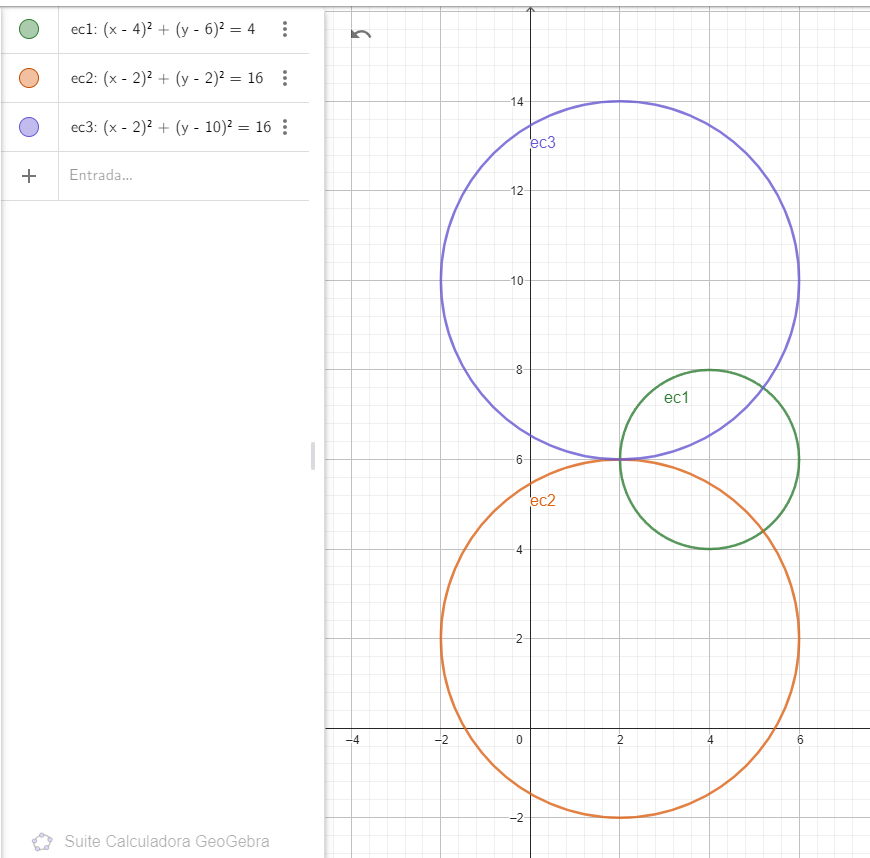 ec1: (x - 4)² + (y - 6)² = 4
ec2: (x - 2)² + (y - 2)² = 16
ec3: (x - 2)² + (y - 10)² = 16
Entrada...
14
ec3
12
10
8
ec1
6
ec2
4
2
−4
−2
0
2
4
6
−2
Suite Calculadora GeoGebra